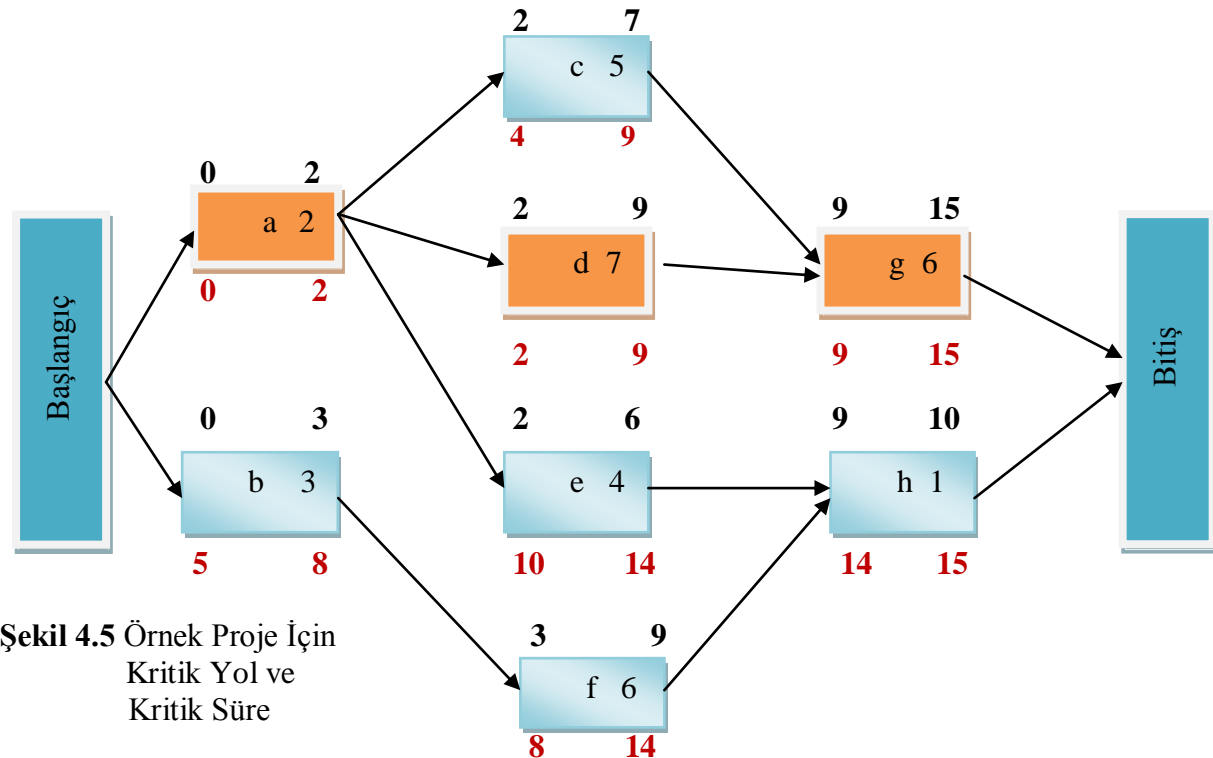 2 7
c 5
4 9
0 2
a 2
0 2
2 9
d 7
2 9
9 15
g 6
9 15
Başlangıç
Bitiş
0 3
b 3
5 8
2 6
e 4
10 14
9 10
h 1
14 15
3 9
f 6
8 14
Şekil 4.5 Örnek Proje İçin
Kritik Yol ve
Kritik Süre